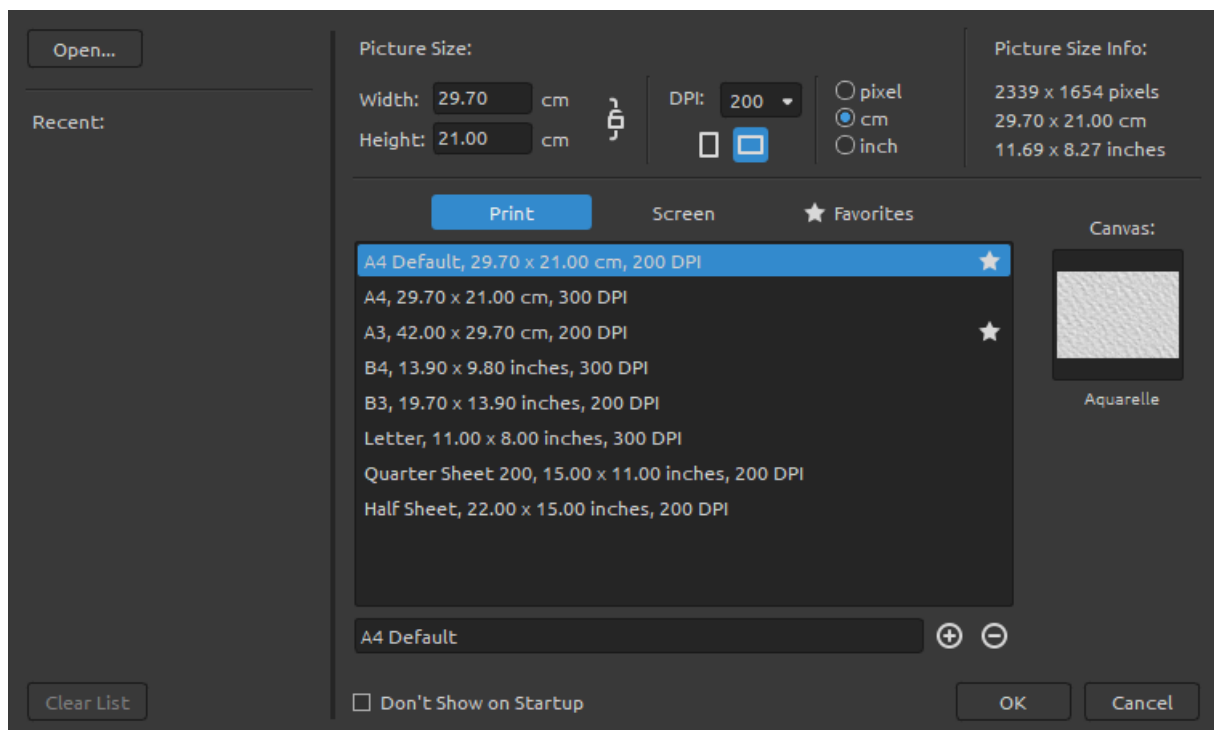 Open...
Recent:
Clear List
Picture Size:
Width: 29.70 cm
Height: 21.00 cm
DPI: 200
pixel
cm
inch
Picture Size Info:
2339 x 1654 pixels
29.70 x 21.00 cm
11.69 x 8.27 inches
Print Screen Favorites
A4 Default, 29.70 x 21.00 cm, 200 DPI
A4, 29.70 x 21.00 cm, 300 DPI
A3, 42.00 x 29.70 cm, 200 DPI
B4, 13.90 x 9.80 inches, 300 DPI
B3, 19.70 x 13.90 inches, 200 DPI
Letter, 11.00 x 8.00 inches, 300 DPI
Quarter Sheet 200, 15.00 x 11.00 inches, 200 DPI
Half Sheet, 22.00 x 15.00 inches, 200 DPI
A4 Default
Canvas:
Aquarelle
Don't Show on Startup
OK Cancel